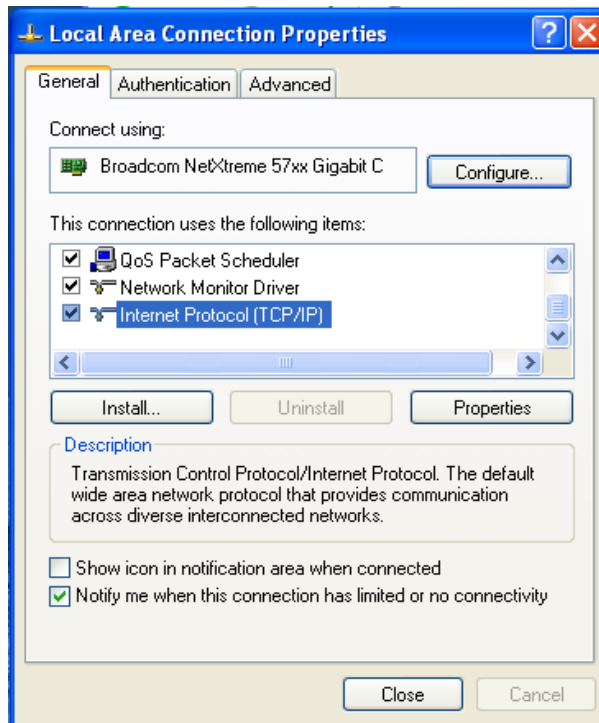 Local Area Connection Properties
General Authentication Advanced
Connect using:
Broadcom NetXtreme 57xx Gigabit C Configure...
This connection uses the following items:
QoS Packet Scheduler
Network Monitor Driver
Internet Protocol (TCP/IP)
Install... Uninstall Properties
Description
Transmission Control Protocol/Internet Protocol. The default
wide area network protocol that provides communication
across diverse interconnected networks.
Show icon in notification area when connected
Notify me when this connection has limited or no connectivity
Close Cancel